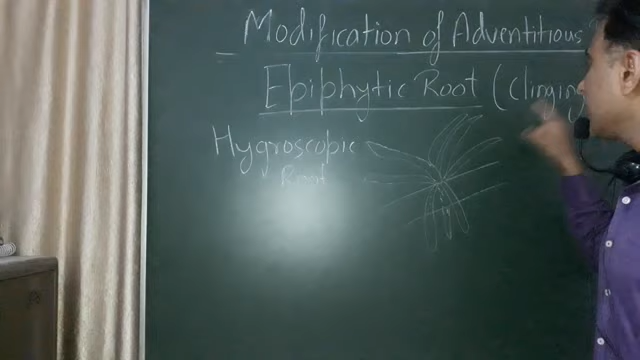 Modification of Adventitious
Epiphytic Root (Clinging
Hygroscopic
Root